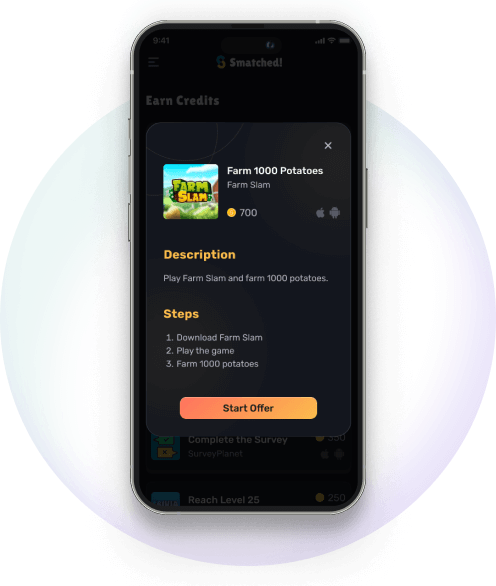 9:41
Smatched!
Earn Credits
Farm 1000 Potatoes
Farm Slam
FARM
SLAM
700
Description
Play Farm Slam and farm 1000 potatoes.
Steps
1. Download Farm Slam
2. Play the game
3. Farm 1000 potatoes
Start Offer
Complete the Survey
350
SurveyPlanet
Reach Level 25
250